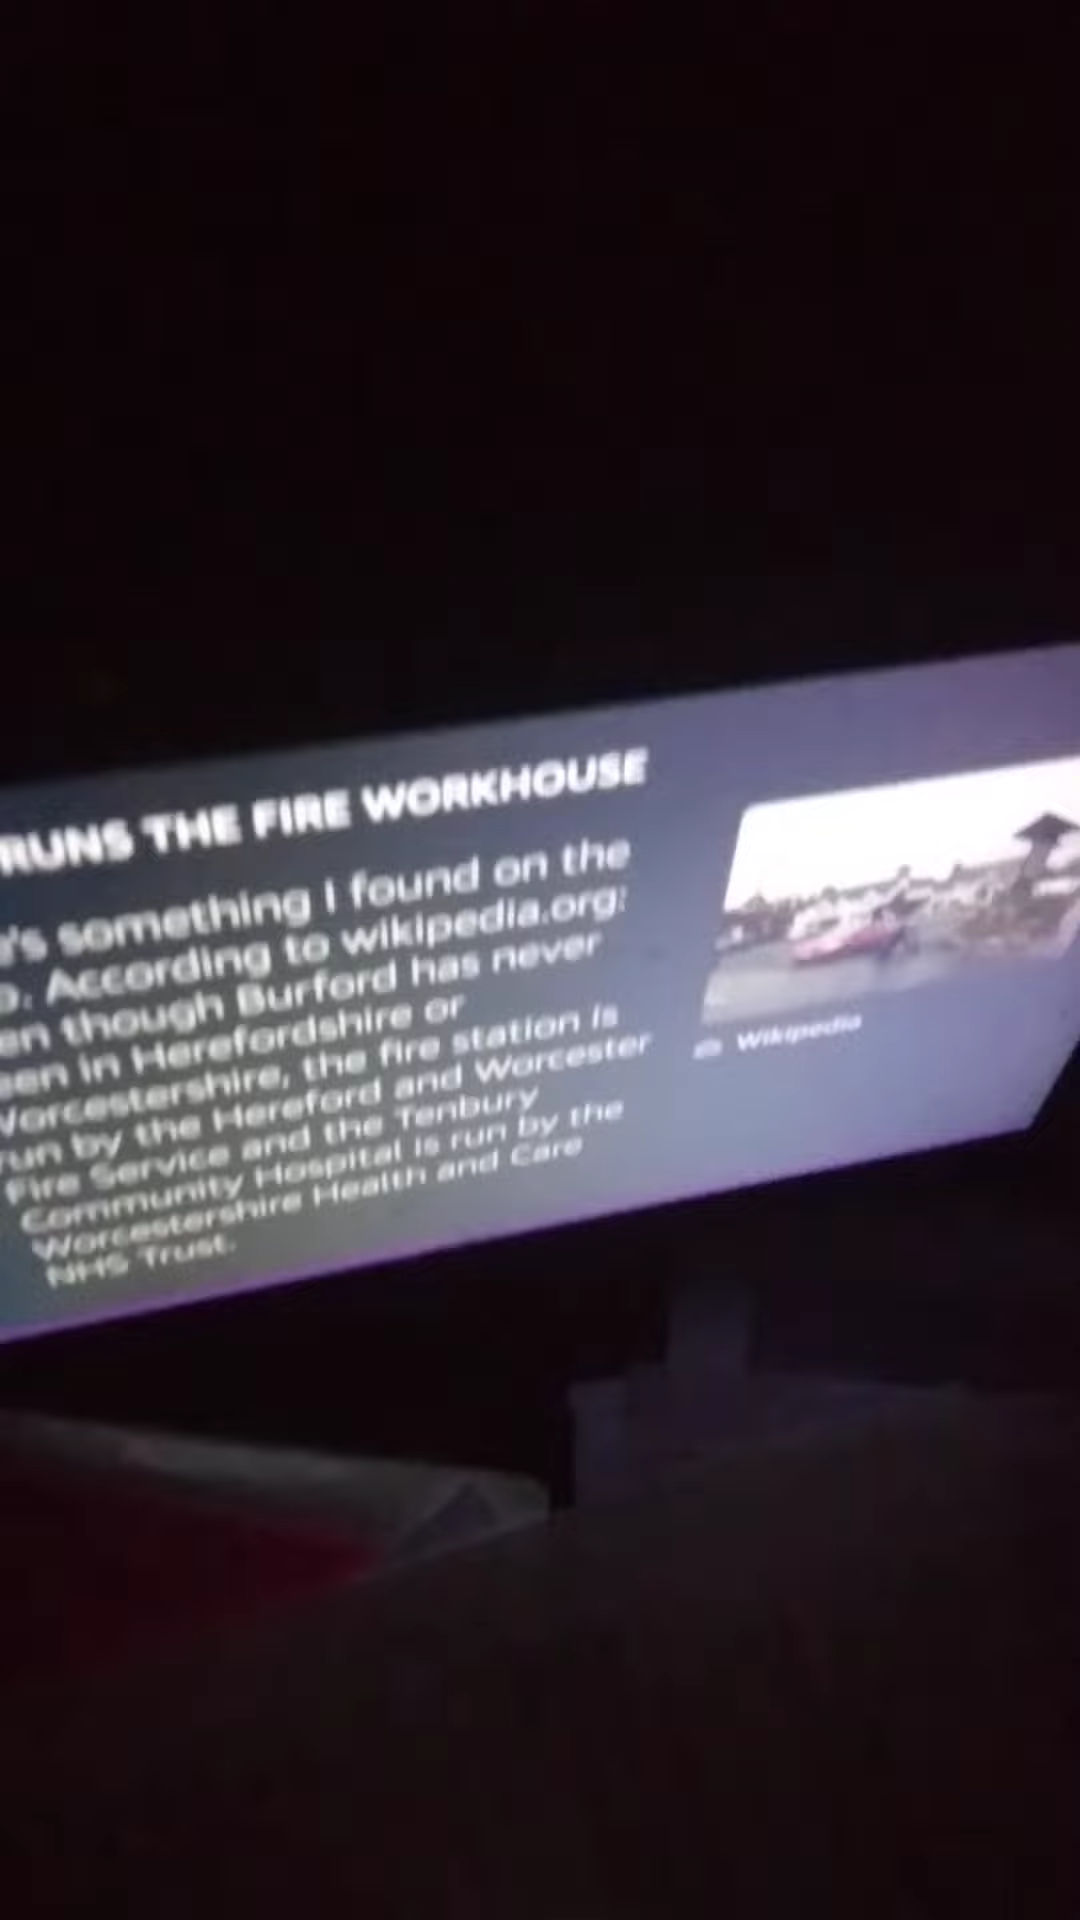 RUNS THE FIRE WORKHOUSE
e's something I found on the
b. According to wikipedia.org:
en though Burford has never
een in Herefordshire or
Worcestershire, the fire station is
run by the Hereford and Worcester
Fire Service and the Tenbury
Community Hospital is run by the
Worcestershire Health and Care
NHS Trust.
Wikipedia